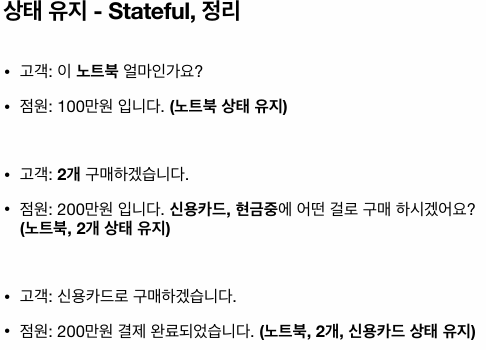 상태 유지 - Stateful, 정리
• 고객: 이 노트북 얼마인가요?
• 점원: 100만원 입니다. (노트북 상태 유지)
• 고객: 2개 구매하겠습니다.
• 점원: 200만원 입니다. 신용카드, 현금중에 어떤 걸로 구매 하시겠어요?
(노트북, 2개 상태 유지)
• 고객: 신용카드로 구매하겠습니다.
• 점원: 200만원 결제 완료되었습니다. (노트북, 2개, 신용카드 상태 유지)